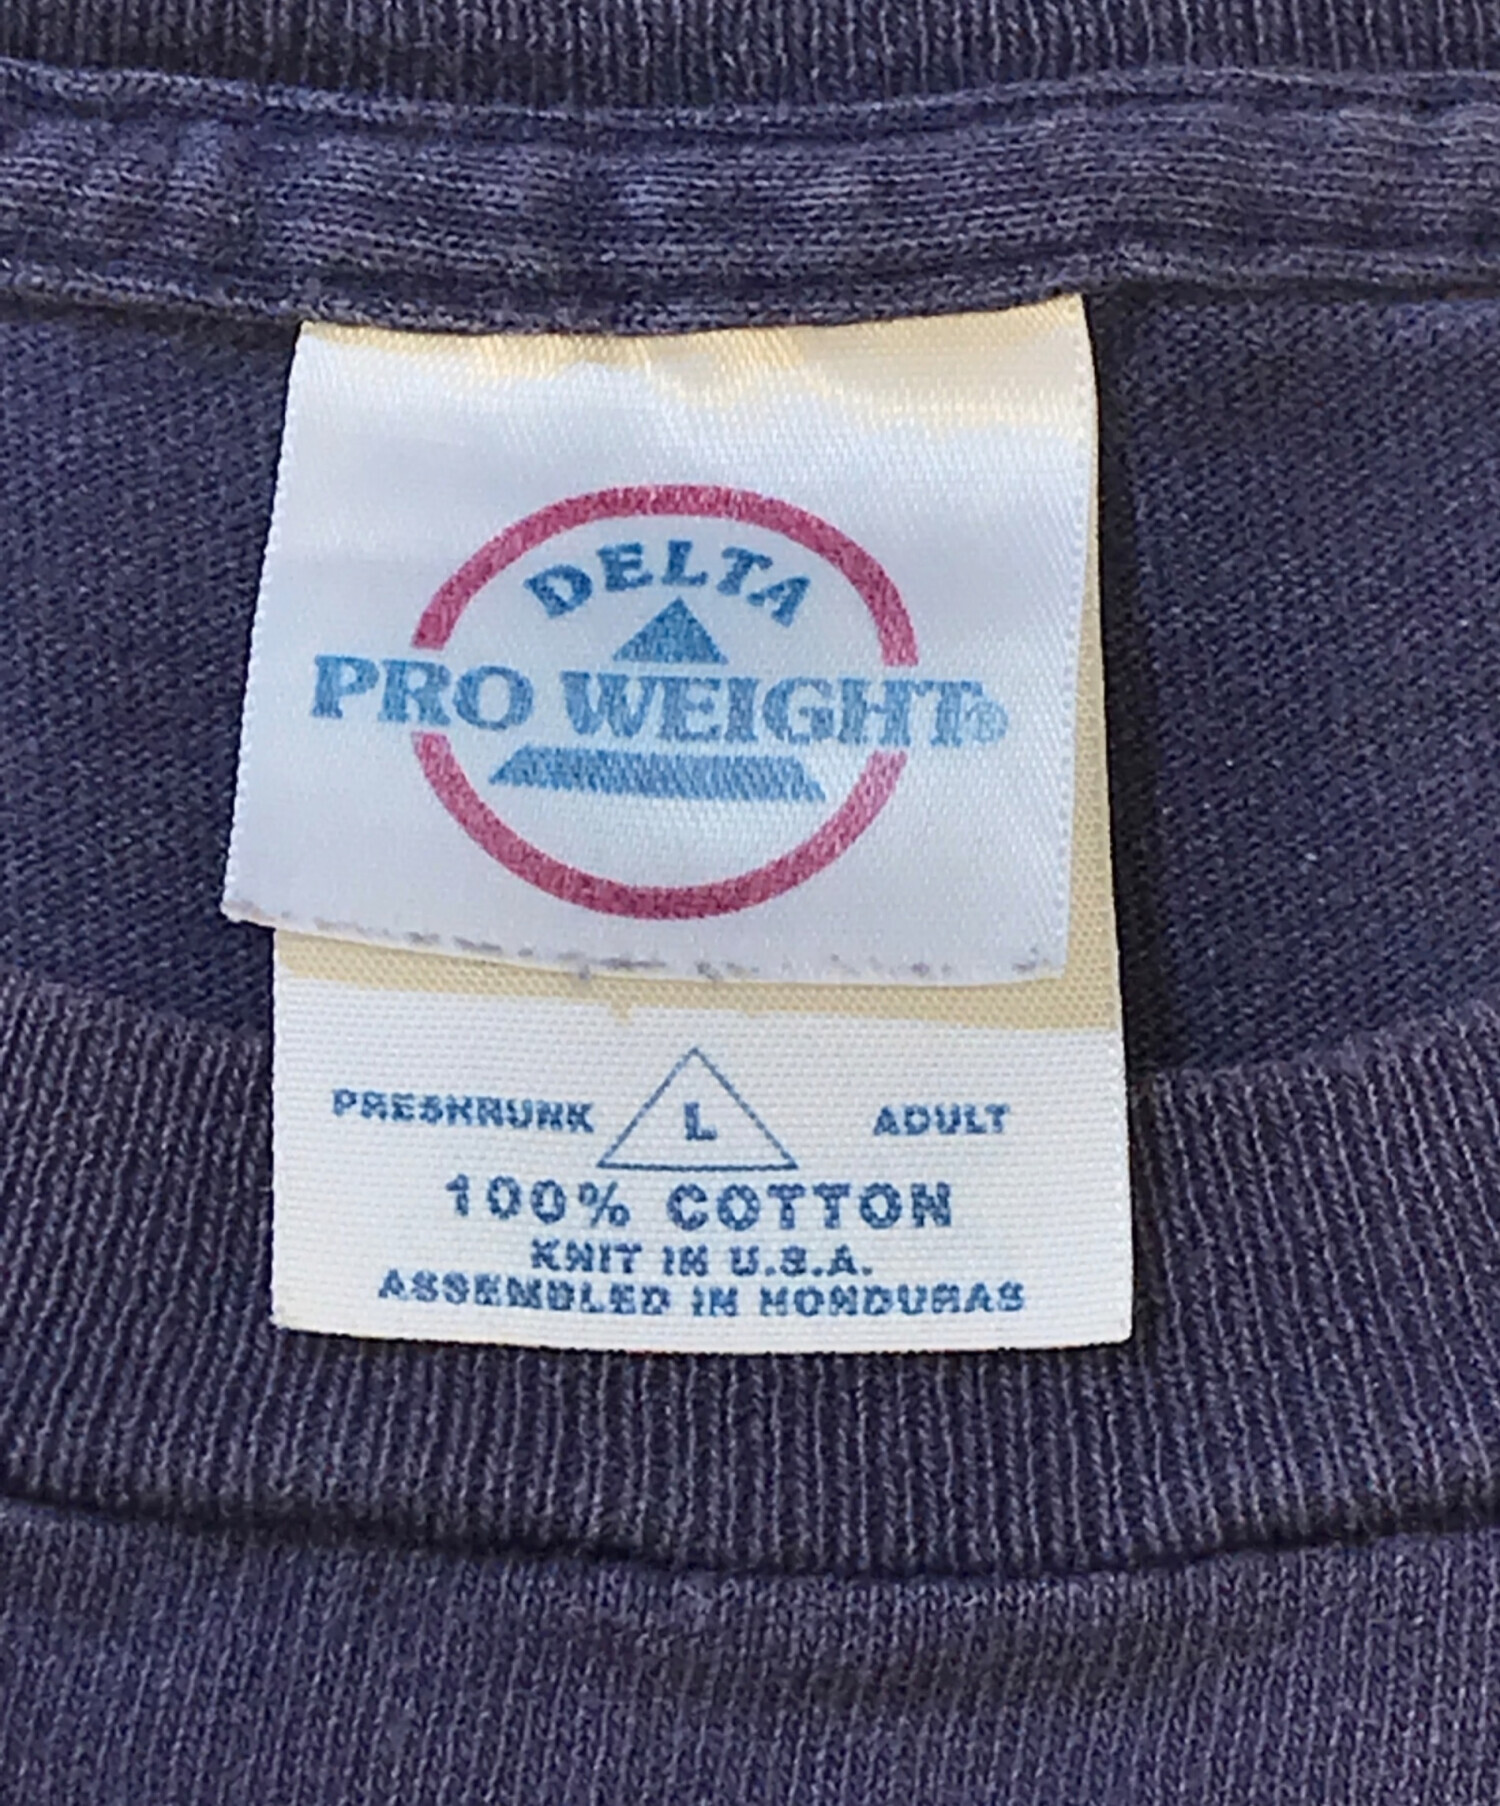 DELTA
PRO WEIGHT®
PRESHRUNK L ADULT
100% COTTON
KNIT IN U.S.A.
ASSEMBLED IN HONDURAS